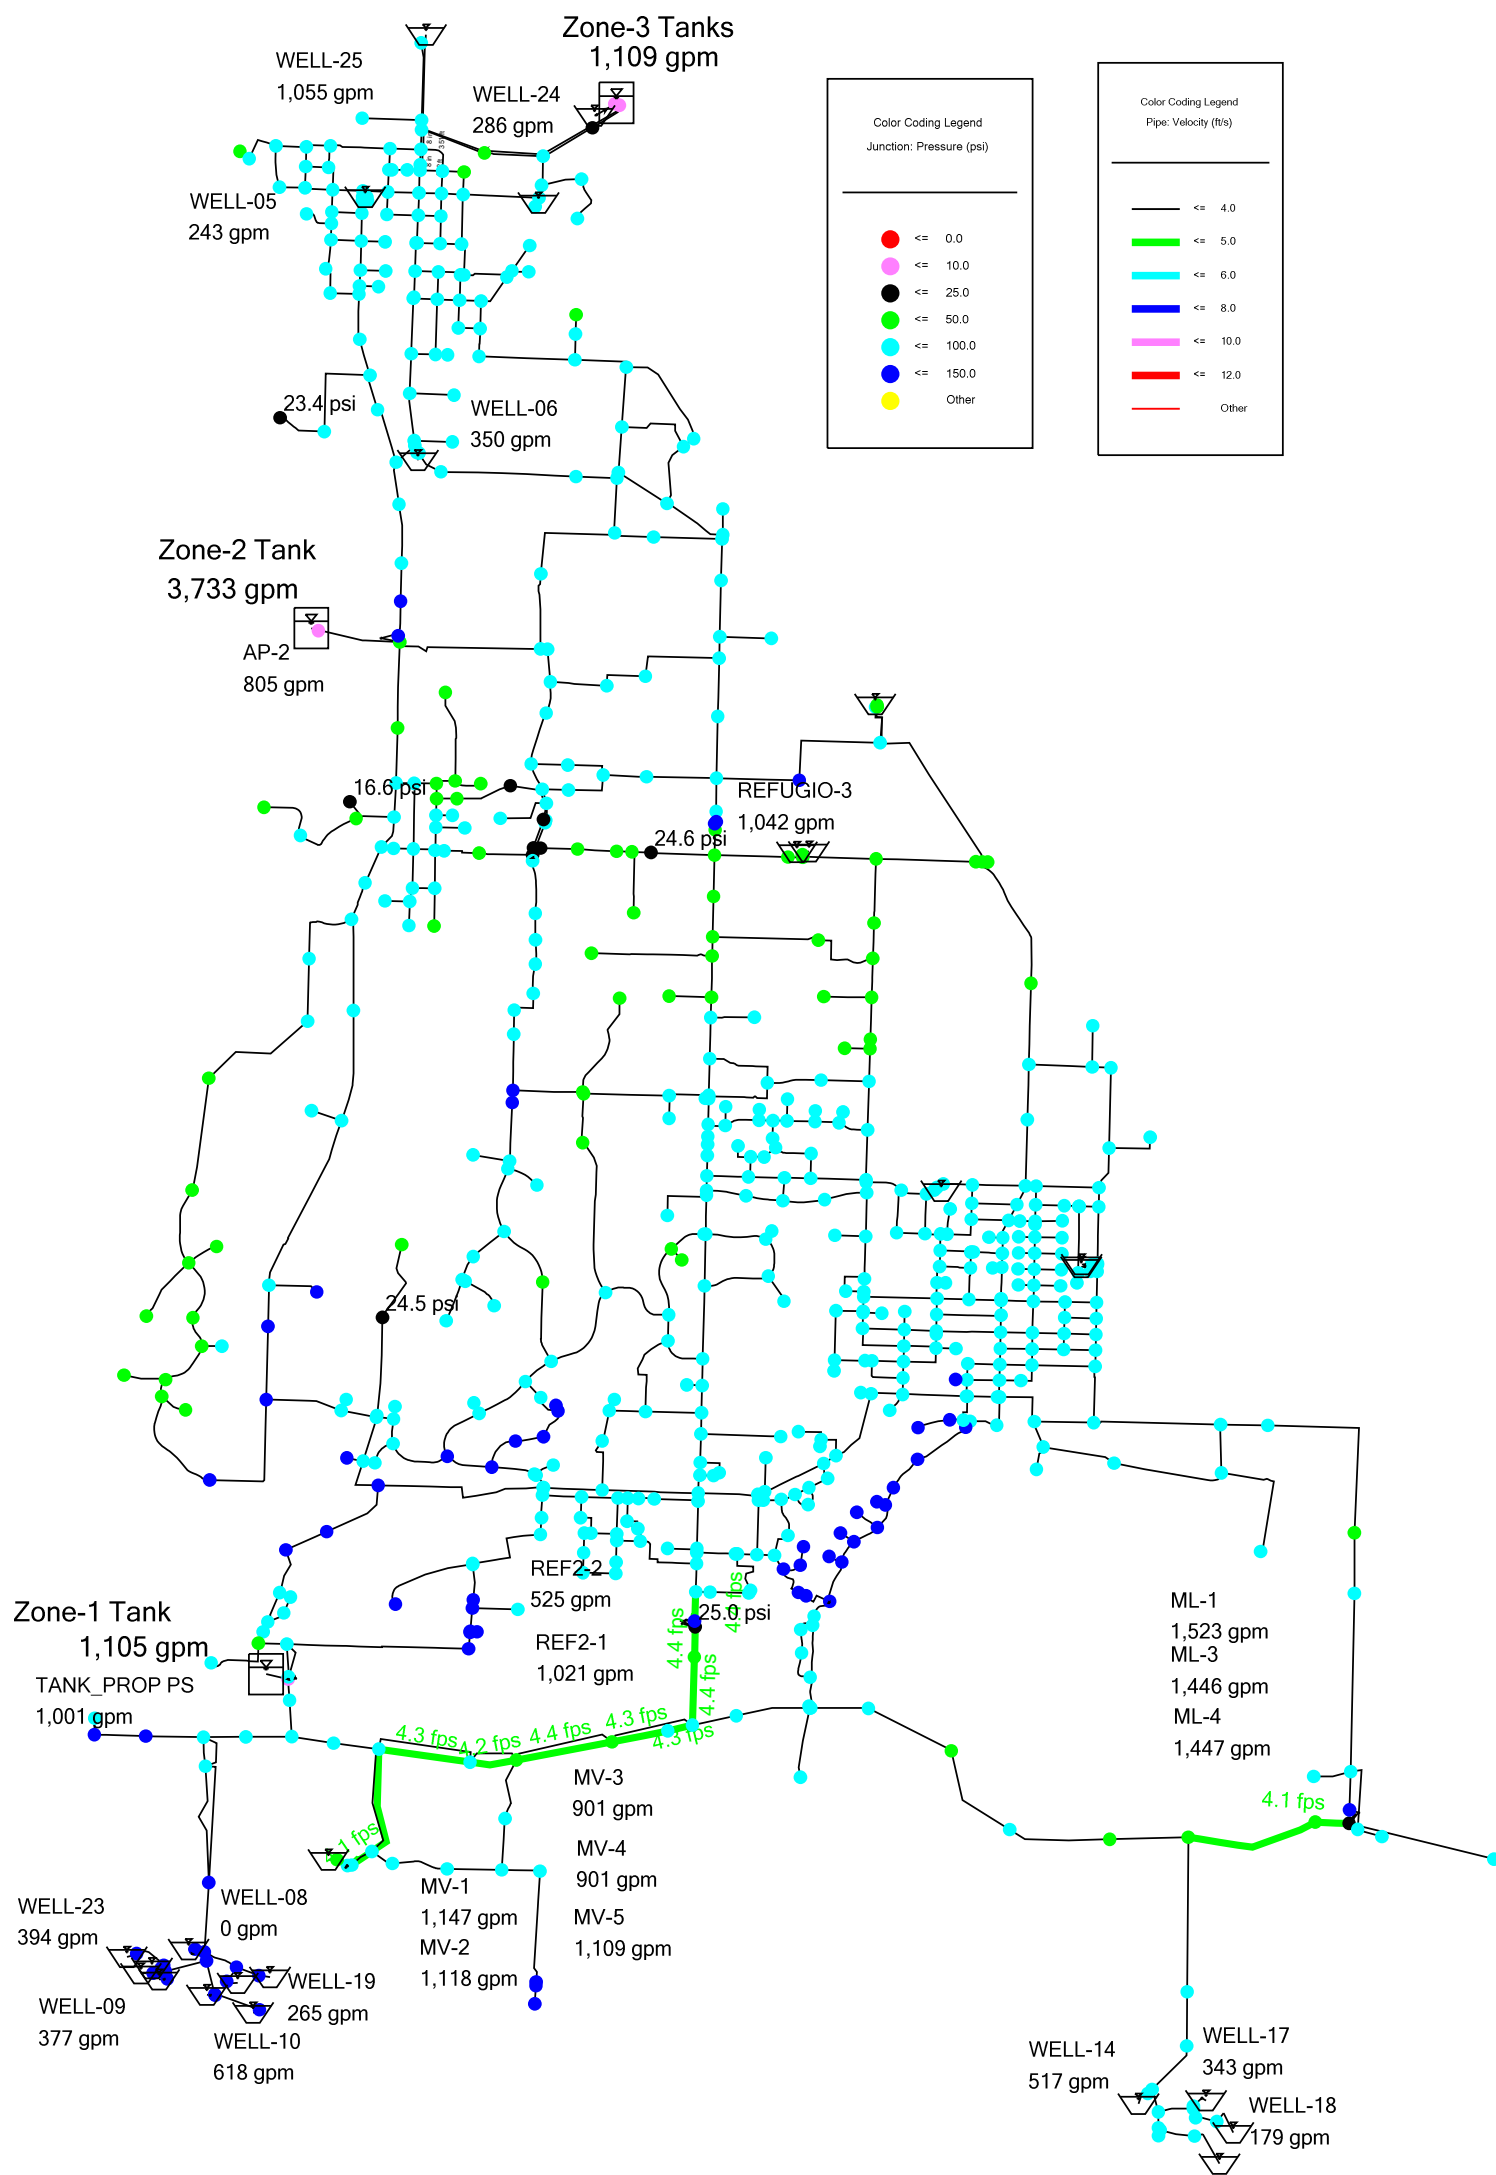 Zone-3 Tanks
1,109 gpm
WELL-25
1,055 gpm
WELL-24
286 gpm
WELL-05
243 gpm
8 in
8 in
23.4 psi
WELL-06
350 gpm
Color Coding Legend
Junction: Pressure (psi)
<= 0.0
<= 10.0
<= 25.0
<= 50.0
<= 100.0
<= 150.0
Other
Color Coding Legend
Pipe: Velocity (ft/s)
<= 4.0
<= 5.0
<= 6.0
<= 8.0
<= 10.0
<= 12.0
Other
Zone-2 Tank
3,733 gpm
AP-2
805 gpm
16.6 psi
REFUGIO-3
1,042 gpm
24.6 psi
24.5 psi
REF2-2
525 gpm
REF2-1
1,021 gpm
25.0 psi
4.4 fps
4.4 fps
Zone-1 Tank
1,105 gpm
TANK_PROP PS
1,001 gpm
4.3 fps
4.2 fps
4.4 fps
4.3 fps
4.3 fps
ML-1
1,523 gpm
ML-3
1,446 gpm
ML-4
1,447 gpm
4.1 fps
MV-3
901 gpm
MV-4
901 gpm
MV-5
1,109 gpm
1 fps
MV-1
1,147 gpm
MV-2
1,118 gpm
WELL-23
394 gpm
WELL-08
0 gpm
WELL-19
265 gpm
WELL-09
377 gpm
WELL-10
618 gpm
WELL-14
517 gpm
WELL-17
343 gpm
WELL-18
179 gpm